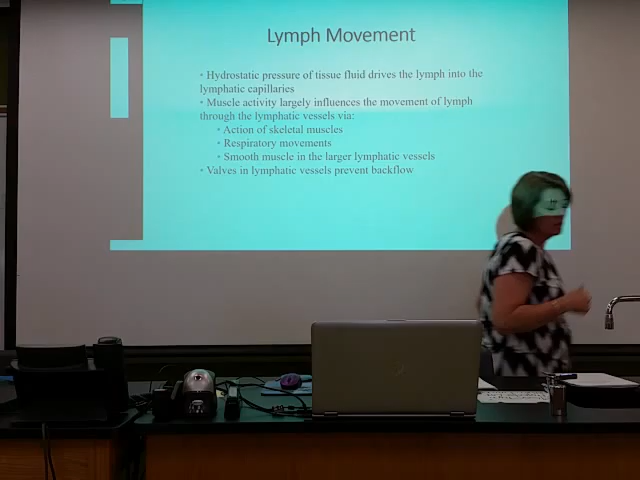 Lymph Movement
• Hydrostatic pressure of tissue fluid drives the lymph into the
lymphatic capillaries
• Muscle activity largely influences the movement of lymph
through the lymphatic vessels via:
• Action of skeletal muscles
• Respiratory movements
• Smooth muscle in the larger lymphatic vessels
• Valves in lymphatic vessels prevent backflow